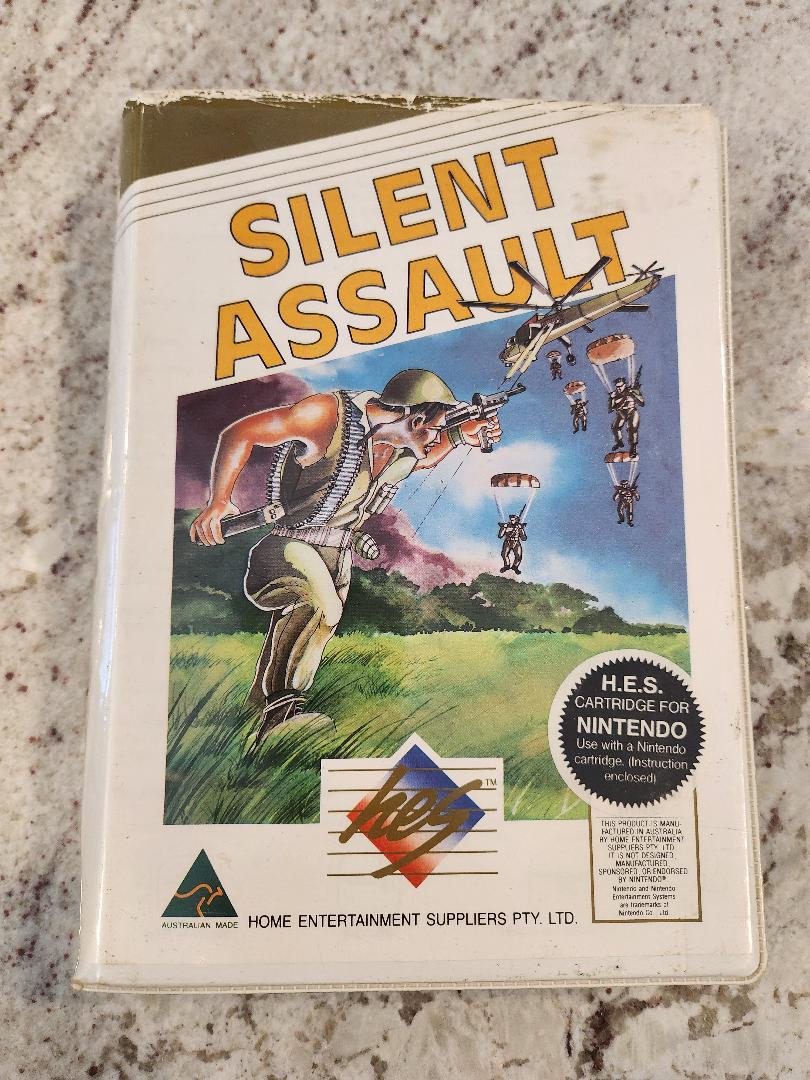 SILENT
ASSAULT
H.E.S.
CARTRIDGE FOR
NINTENDO
Use with a Nintendo
cartridge. (Instruction
enclosed)
hes TM
THIS PRODUCT IS MANU-
FACTURED IN AUSTRALIA
BY HOME ENTERTAINMENT
SUPPLIERS PTY. LTD.
IT IS NOT DESIGNED,
MANUFACTURED,
SPONSORED, OR ENDORSED
BY NINTENDO®.
Nintendo and Nintendo
Entertainment Systems
are trademarks of
Nintendo Co. Ltd.
AUSTRALIAN MADE
HOME ENTERTAINMENT SUPPLIERS PTY. LTD.